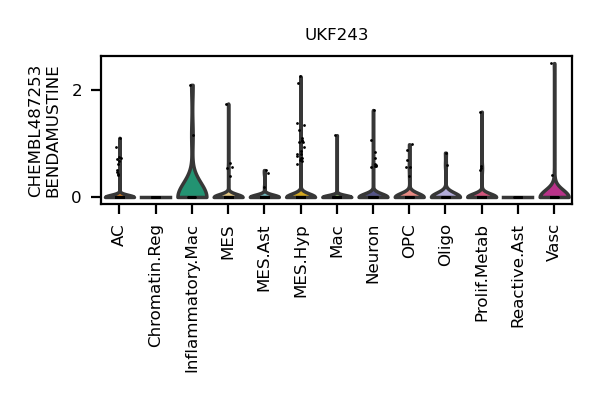 UKF243
CHEMBL487253
BENDAMUSTINE
2
0
AC
Chromatin.Reg
Inflammatory.Mac
MES
MES.Ast
MES.Hyp
Mac
Neuron
OPC
Oligo
Prolif.Metab
Reactive.Ast
Vasc